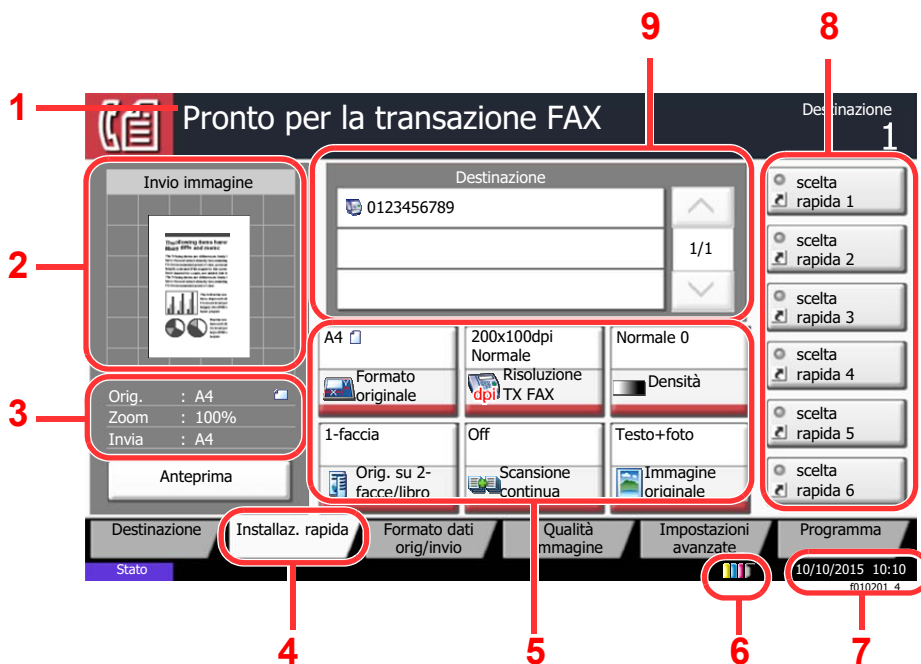 9
8
1
Pronto per la transazione FAX
Destinazione
1
Invio immagine
2
Destinazione
0123456789
1/1
scelta
rapida 1
scelta
rapida 2
scelta
rapida 3
scelta
rapida 4
scelta
rapida 5
scelta
rapida 6
A4
Formato
originale
200x100dpi
Normale
dpi
Risoluzione
TX FAX
Normale 0
Densità
3
Orig. : A4
Zoom : 100%
Invia : A4
Anteprima
1-faccia
Orig. su 2-
facce/libro
Off
Scansione
continua
Testo+foto
Immagine
originale
Destinazione
Installaz. rapida
Formato dati
orig/invio
Qualità
immagine
Impostazioni
avanzate
Programma
Stato
10/10/2015 10:10
f010201_4
4
5
6
7